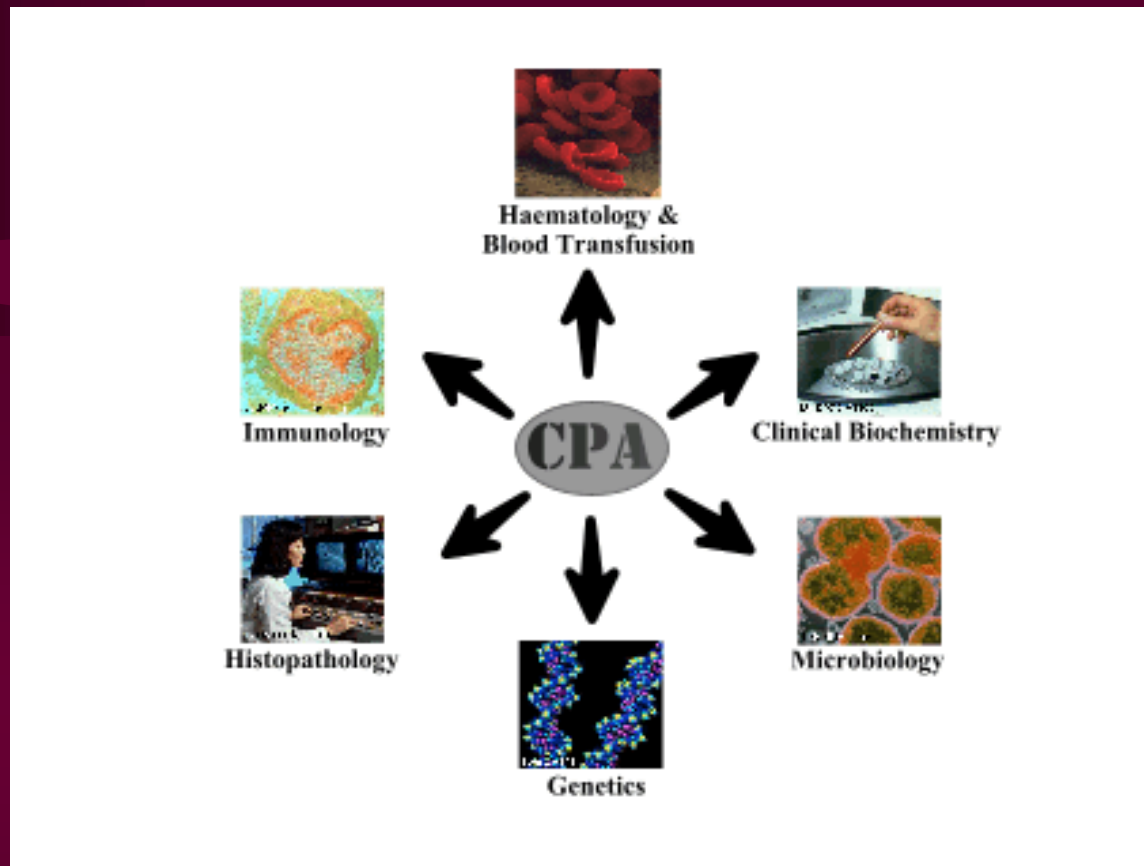 Haematology &
Blood Transfusion
Immunology
Clinical Biochemistry
CPA
Histopathology
Microbiology
Genetics